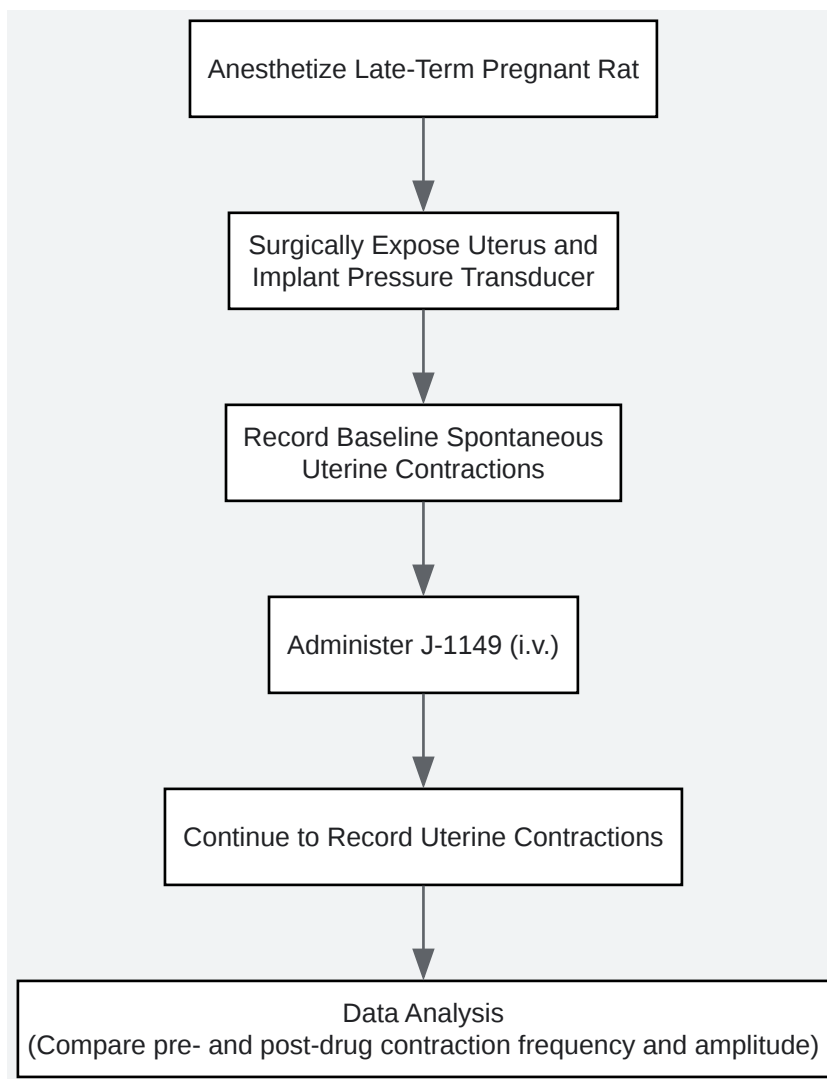 Anesthetize Late-Term Pregnant Rat
Surgically Expose Uterus and
Implant Pressure Transducer
Record Baseline Spontaneous
Uterine Contractions
Administer J-1149 (i.v.)
Continue to Record Uterine Contractions
Data Analysis
(Compare pre- and post-drug contraction frequency and amplitude)